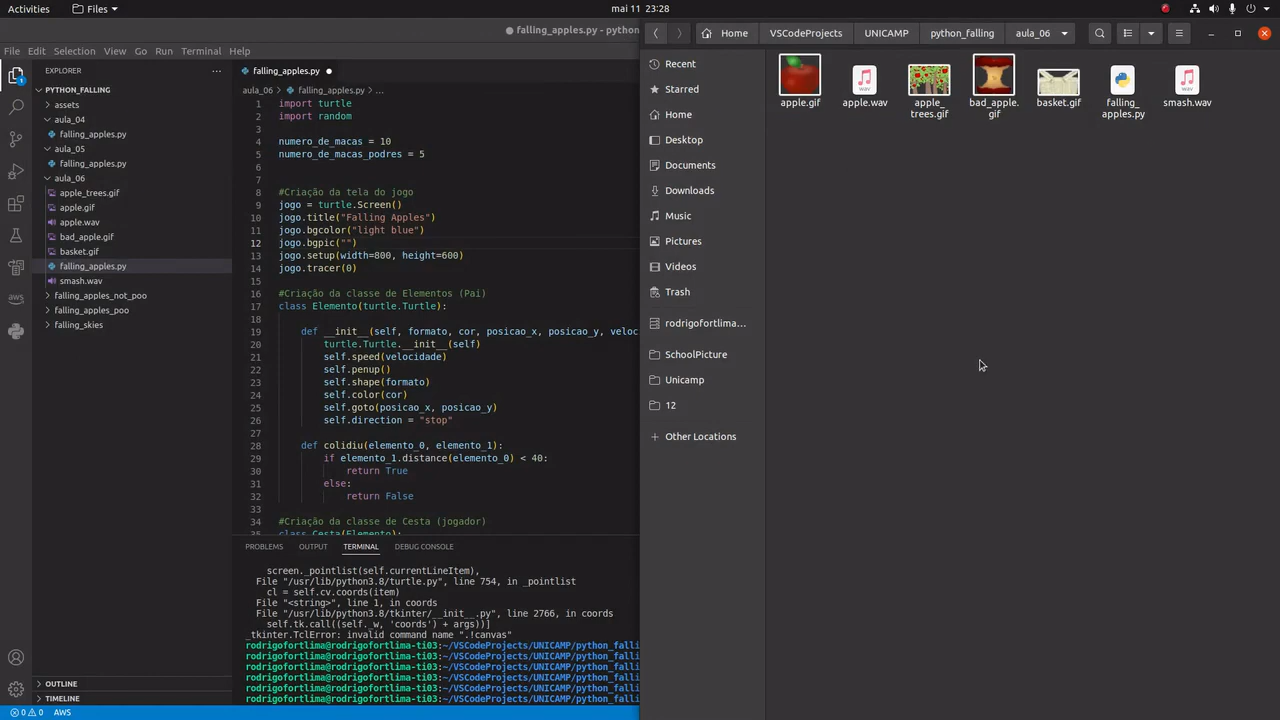 Activities
Files
mai 11 23:28
falling_apples.py - python
File Edit Selection View Go Run Terminal Help
EXPLORER
PYTHON_FALLING
assets
aula_04
falling_apples.py
aula_05
falling_apples.py
aula_06
apple_trees.gif
apple.gif
apple.wav
bad_apple.gif
basket.gif
falling_apples.py
smash.wav
falling_apples_not_poo
falling_apples_poo
falling_skies
OUTLINE
TIMELINE
0 0 AWS
1
aws
falling_apples.py
aula_06 > falling_apples.py > ...
1 import turtle
2 import random
3
4 numero_de_macas = 10
5 numero_de_macas_podres = 5
6
7
8 #Criação da tela do jogo
9 jogo = turtle.Screen()
10 jogo.title("Falling Apples")
11 jogo.bgcolor("light blue")
12 jogo.bgpic("")
13 jogo.setup(width=800, height=600)
14 jogo.tracer(0)
15
16 #Criação da classe de Elementos (Pai)
17 class Elemento(turtle.Turtle):
18
19 def __init__(self, formato, cor, posicao_x, posicao_y, veloc
20 turtle.Turtle.__init__(self)
21 self.speed(velocidade)
22 self.penup()
23 self.shape(formato)
24 self.color(cor)
25 self.goto(posicao_x, posicao_y)
26 self.direction = "stop"
27
28 def colidiu(elemento_0, elemento_1):
29 if elemento_1.distance(elemento_0) < 40:
30 return True
31 else:
32 return False
33
34 #Criação da classe de Cesta (jogador)
35 class Cesta(Elemento):
PROBLEMS OUTPUT TERMINAL DEBUG CONSOLE
screen._pointlist(self.currentLineItem),
File "/usr/lib/python3.8/turtle.py", line 754, in _pointlist
cl = self.cv.coords(item)
File "<string>", line 1, in coords
File "/usr/lib/python3.8/tkinter/__init__.py", line 2766, in coords
self.tk.call((self._w, 'coords') + args))]
_tkinter.TclError: invalid command name ".!canvas"
rodrigofortlima@rodrigofortlima-ti03:~/VSCodeProjects/UNICAMP/python_falli
rodrigofortlima@rodrigofortlima-ti03:~/VSCodeProjects/UNICAMP/python_falli
rodrigofortlima@rodrigofortlima-ti03:~/VSCodeProjects/UNICAMP/python_falli
rodrigofortlima@rodrigofortlima-ti03:~/VSCodeProjects/UNICAMP/python_falli
rodrigofortlima@rodrigofortlima-ti03:~/VSCodeProjects/UNICAMP/python_falli
rodrigofortlima@rodrigofortlima-ti03:~/VSCodeProjects/UNICAMP/python_falli
Home VSCodeProjects UNICAMP python_falling aula_06
Recent
Starred
Home
Desktop
Documents
Downloads
Music
Pictures
Videos
Trash
rodrigofortlima...
SchoolPicture
Unicamp
12
Other Locations
apple.gif
apple.wav
apple_
trees.gif
bad_apple.
gif
basket.gif
falling_
apples.py
smash.wav